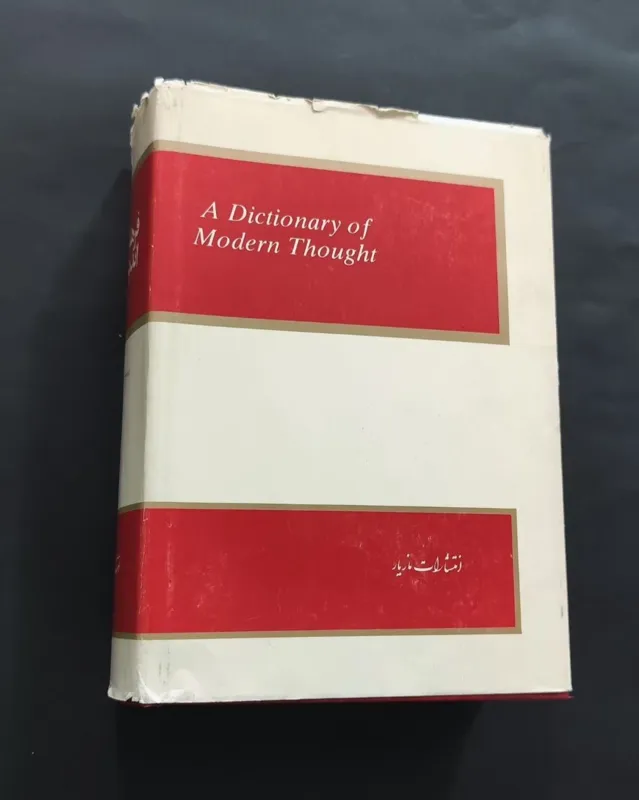 A Dictionary of
Modern Thought
انتشارات مازیار